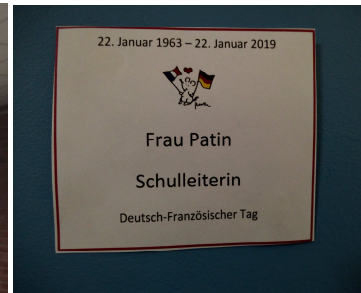 22. Januar 1963 – 22. Januar 2019
Frau Patin
Schulleiterin
Deutsch-Französischer Tag